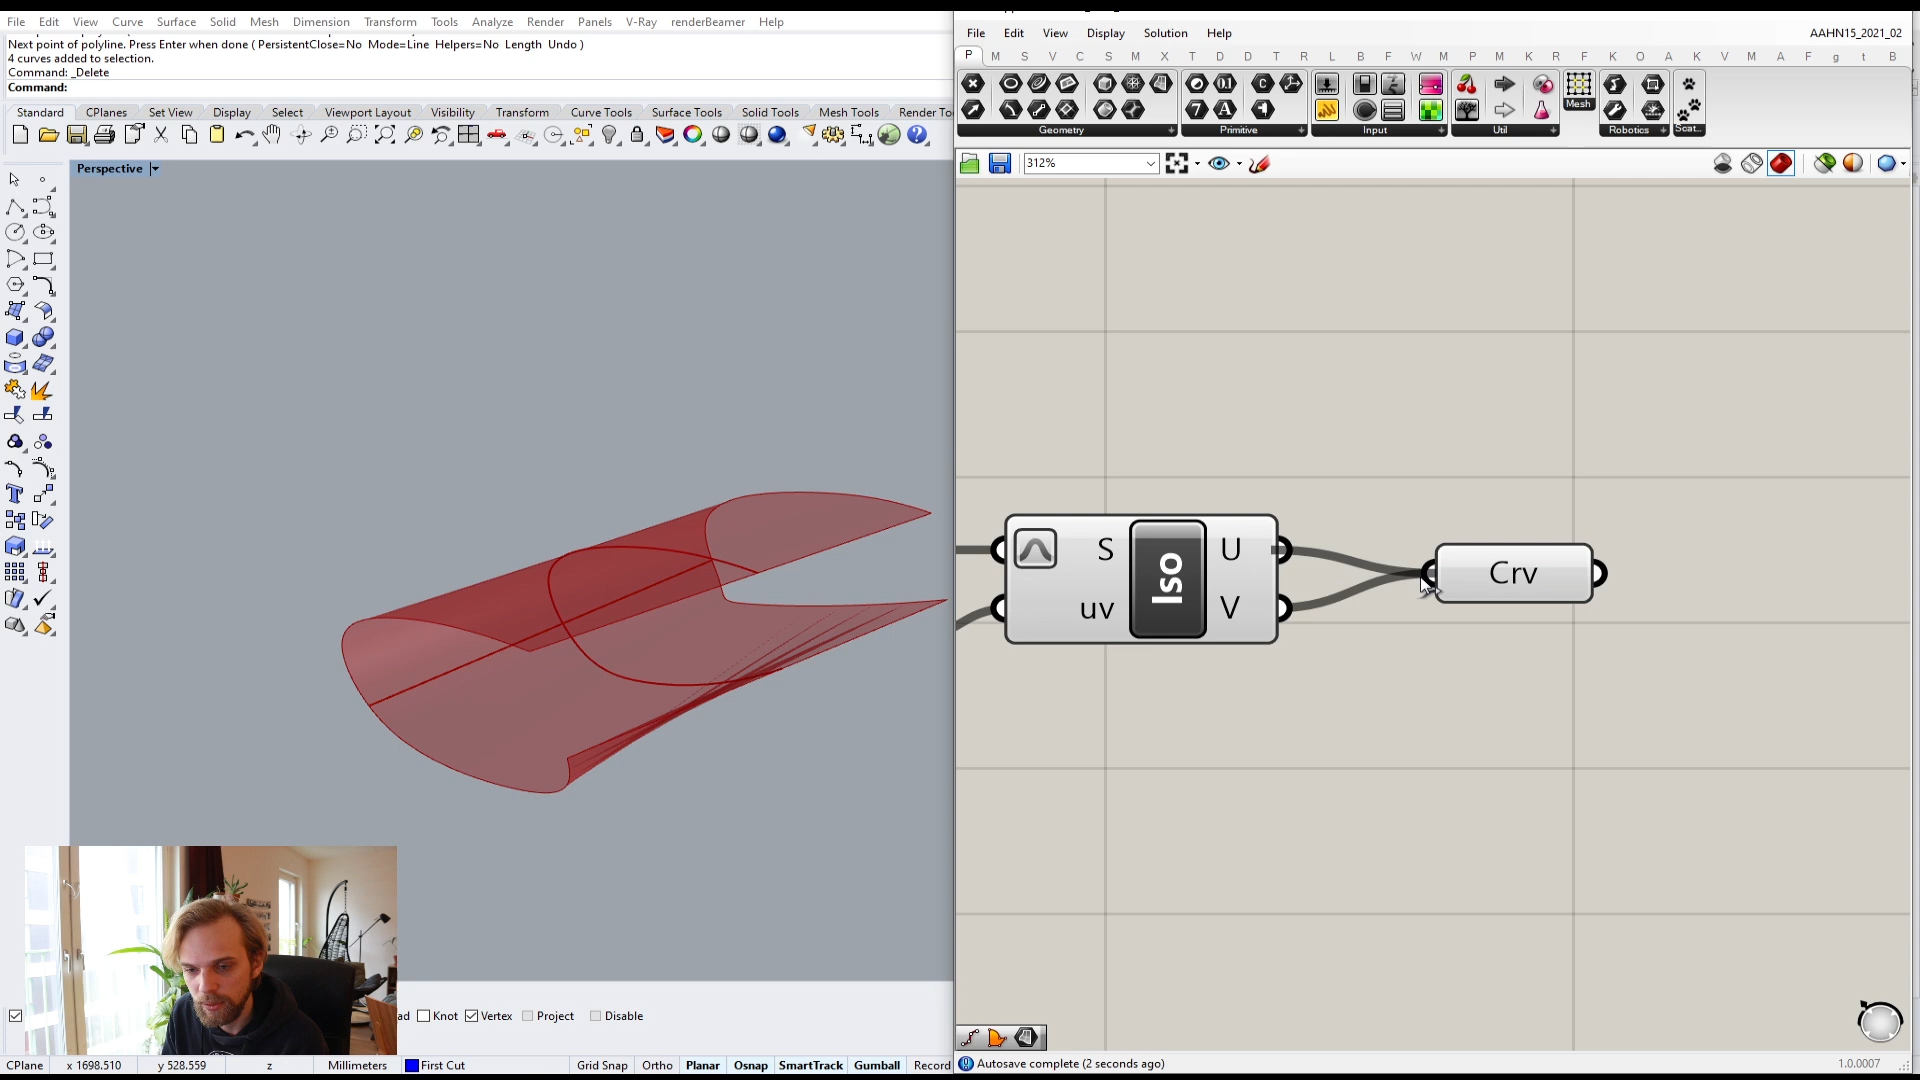 File Edit View Curve Surface Solid Mesh Dimension Transform Tools Analyze Render Panels V-Ray renderBeamer Help
Next point of polyline. Press Enter when done ( PersistentClose=No Mode=Line Helpers=No Length Undo )
4 curves added to selection.
Command: _Delete
Command:
Standard CPlanes Set View Display Select Viewport Layout Visibility Transform Curve Tools Surface Tools Solid Tools Mesh Tools Render To
Perspective
File Edit View Display Solution Help
AAHN15_2021_02
P M S V C S M X T D D T R L B F W M P M K R O A K V M A F g t B
Mesh
Geometry Primitive Input Util Robotics Scat..
312%
S
uv
Iso
U
V
Crv
ad Knot Vertex Project Disable
CPlane x 1698.510 y 528.559 z Millimeters First Cut Grid Snap Ortho Planar Osnap SmartTrack Gumball Record
Autosave complete (2 seconds ago)
1.0.0007